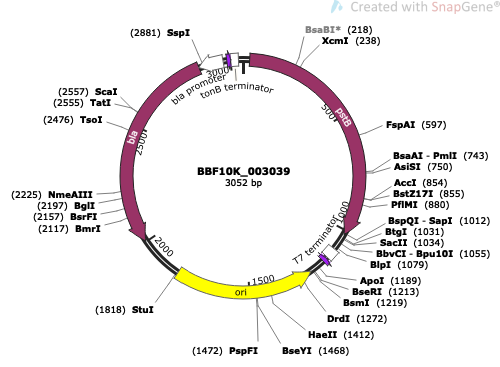 Created with SnapGene®
(2881) SspI
BsaBI* (218)
XcmI (238)
3000
bla promoter
tonB terminator
pstB
500
(2557) ScaI
(2555) TatI
(2476) TsoI
bla
2500
FspAI (597)
BsaAI - PmlI (743)
AsiSI (750)
BBF10K_003039
3052 bp
AccI (854)
BstZ17I (855)
PflMI (880)
(2225) NmeAIII
(2197) BglI
(2157) BsrFI
(2117) BmrI
1000
BspQI - SapI (1012)
BtgI (1031)
SacII (1034)
BbvCI - Bpu10I (1055)
BlpI (1079)
T7 terminator
2000
ApoI (1189)
BseRI (1213)
BsmI (1219)
1500
ori
(1818) StuI
DrdI (1272)
HaeII (1412)
(1472) PspFI
BseYI (1468)